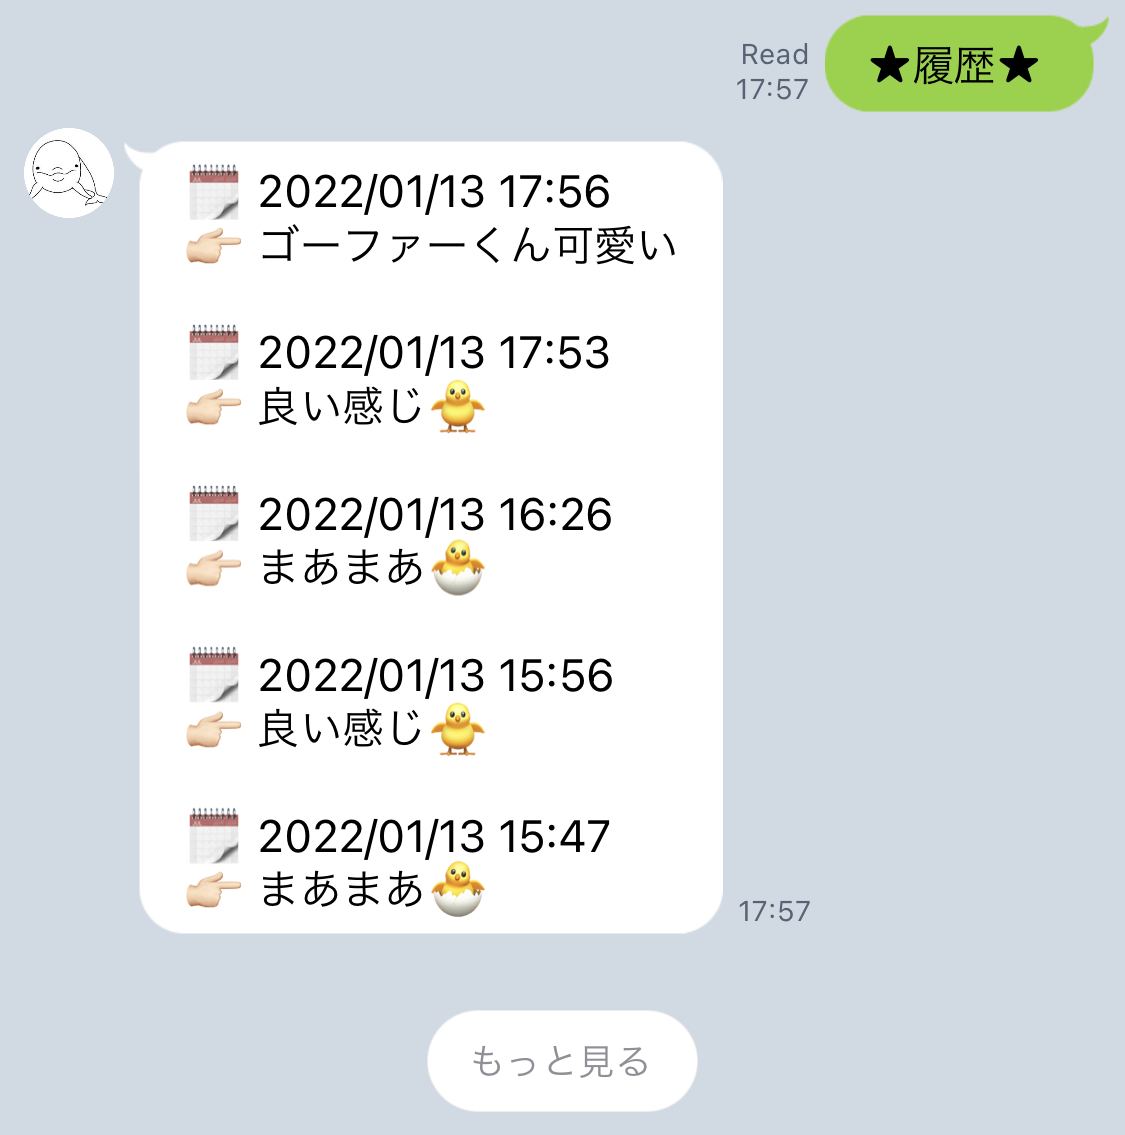 Read
17:57
★履歴★
🗓 2022/01/13 17:56
👉🏻 ゴーファーくん可愛い
🗓 2022/01/13 17:53
👉🏻 良い感じ🐥
🗓 2022/01/13 16:26
👉🏻 まあまあ🐣
🗓 2022/01/13 15:56
👉🏻 良い感じ🐥
🗓 2022/01/13 15:47
👉🏻 まあまあ🐣
17:57
もっと見る